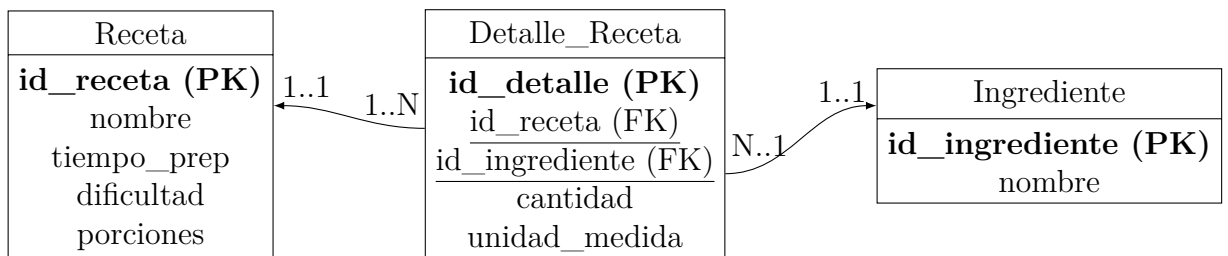 Receta
id_receta (PK)
nombre
tiempo_prep
dificultad
porciones
1..1
1..N
Detalle_Receta
id_detalle (PK)
id_receta (FK)
id_ingrediente (FK)
cantidad
unidad_medida
N..1
1..1
Ingrediente
id_ingrediente (PK)
nombre